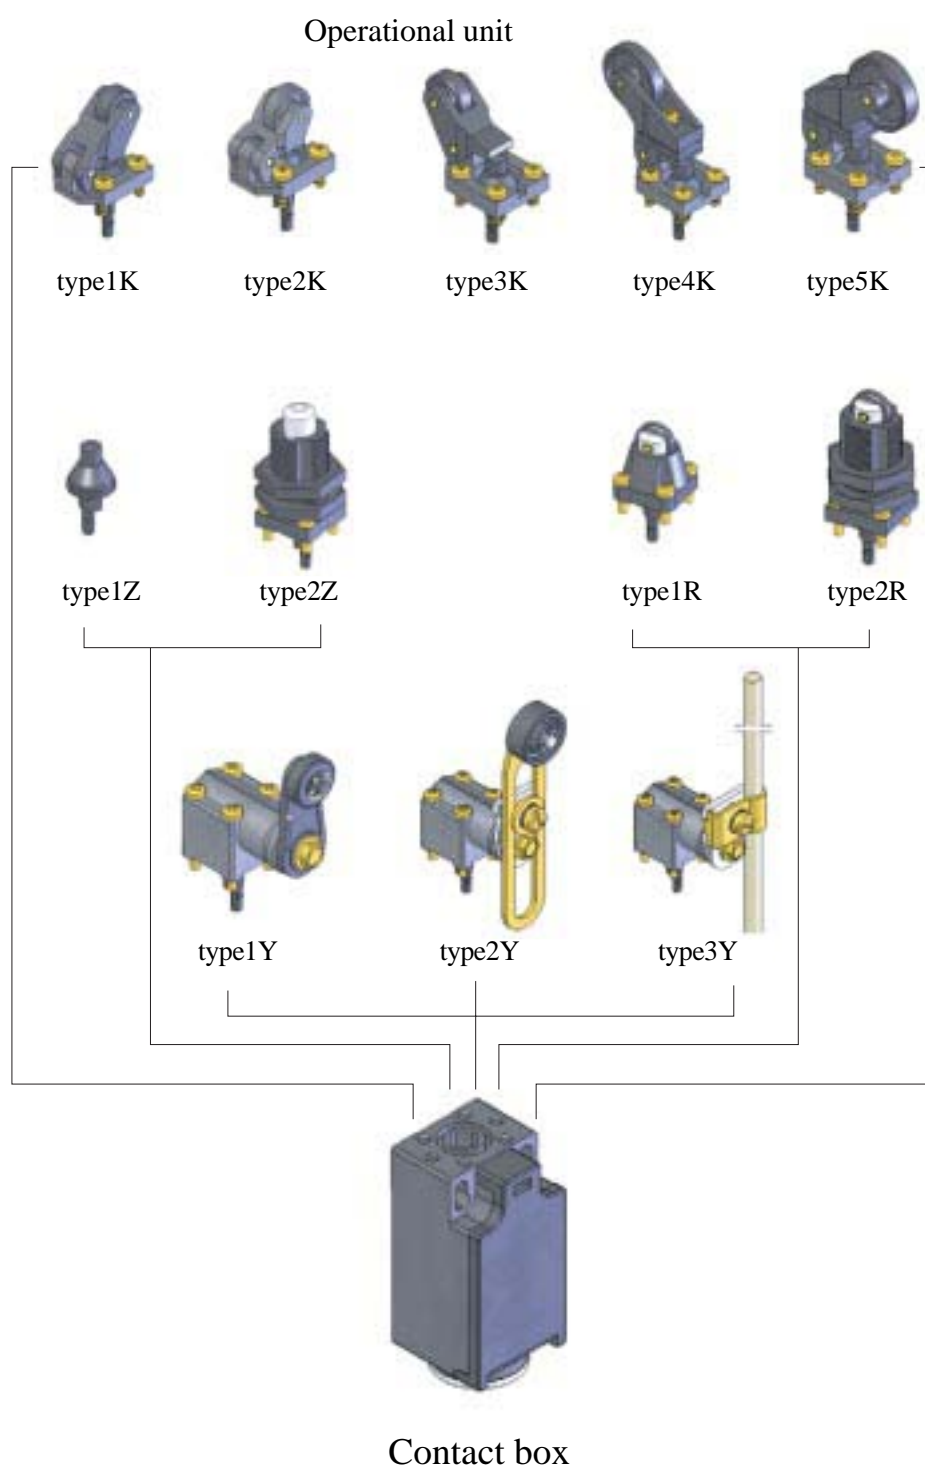 Operational unit
type1K type2K type3K type4K type5K
type1Z type2Z type1R type2R
type1Y type2Y type3Y
Contact box